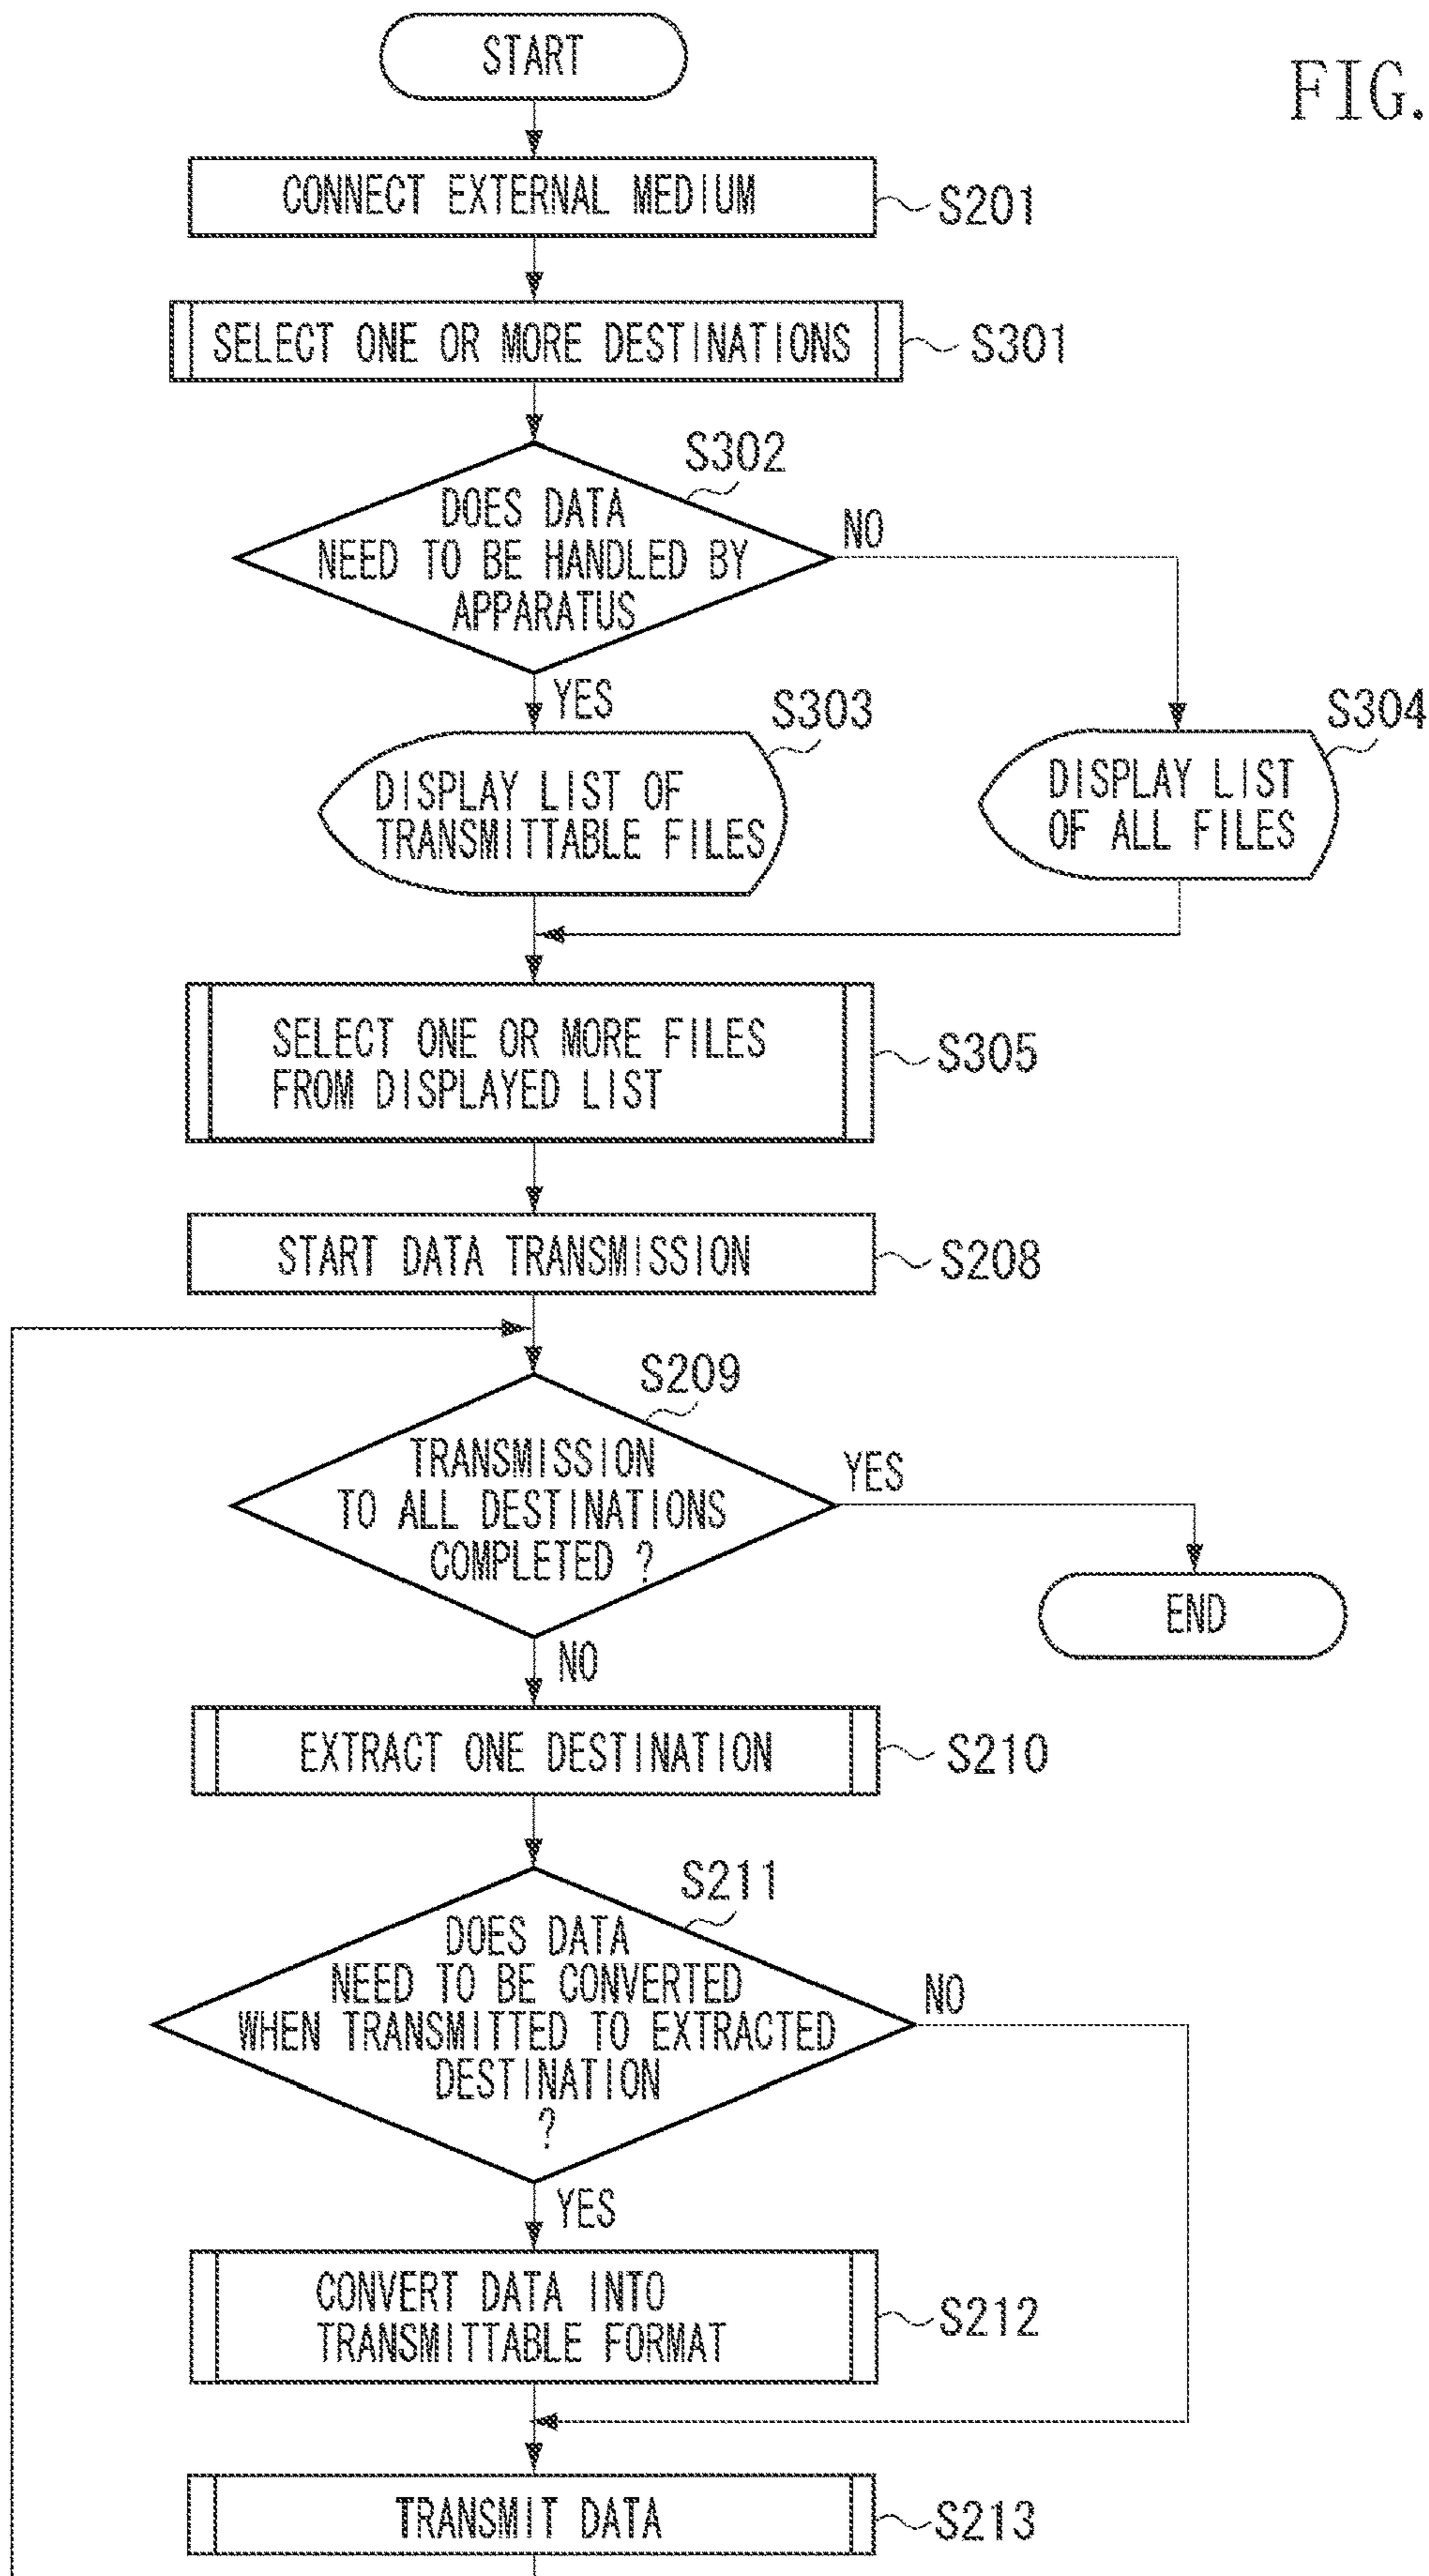 START
FIG.
CONNECT EXTERNAL MEDIUM
S201
SELECT ONE OR MORE DESTINATIONS
S301
S302
DOES DATA
NEED TO BE HANDLED BY
APPARATUS
NO
YES
S303
DISPLAY LIST OF
TRANSMITTABLE FILES
S304
DISPLAY LIST
OF ALL FILES
SELECT ONE OR MORE FILES
FROM DISPLAYED LIST
S305
START DATA TRANSMISSION
S208
S209
TRANSMISSION
TO ALL DESTINATIONS
COMPLETED ?
YES
END
NO
EXTRACT ONE DESTINATION
S210
S211
DOES DATA
NEED TO BE CONVERTED
WHEN TRANSMITTED TO EXTRACTED
DESTINATION
?
NO
YES
CONVERT DATA INTO
TRANSMITTABLE FORMAT
S212
TRANSMIT DATA
S213